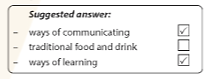 Suggested answer:
– ways of communicating ☑
– traditional food and drink ☐
– ways of learning ☑